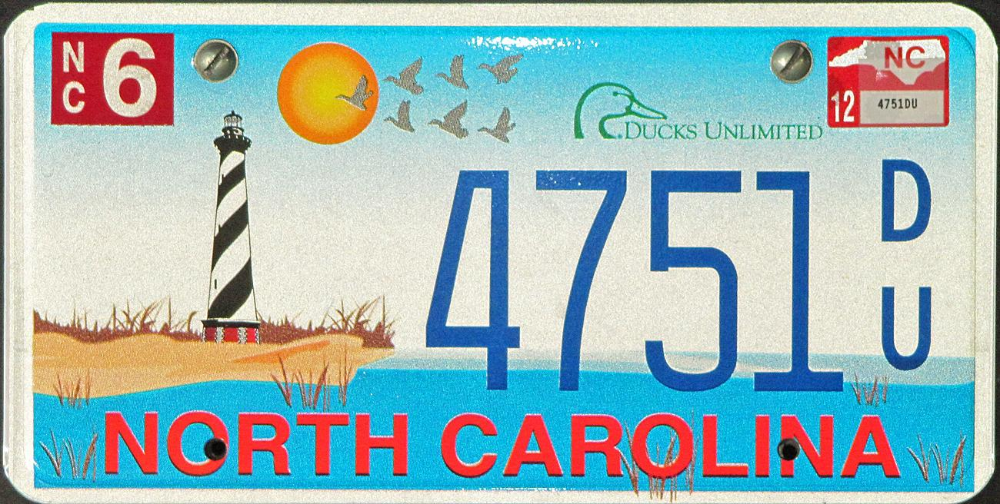 NC 6
NC
12 4751DU
DUCKS UNLIMITED
4751 DU
NORTH CAROLINA